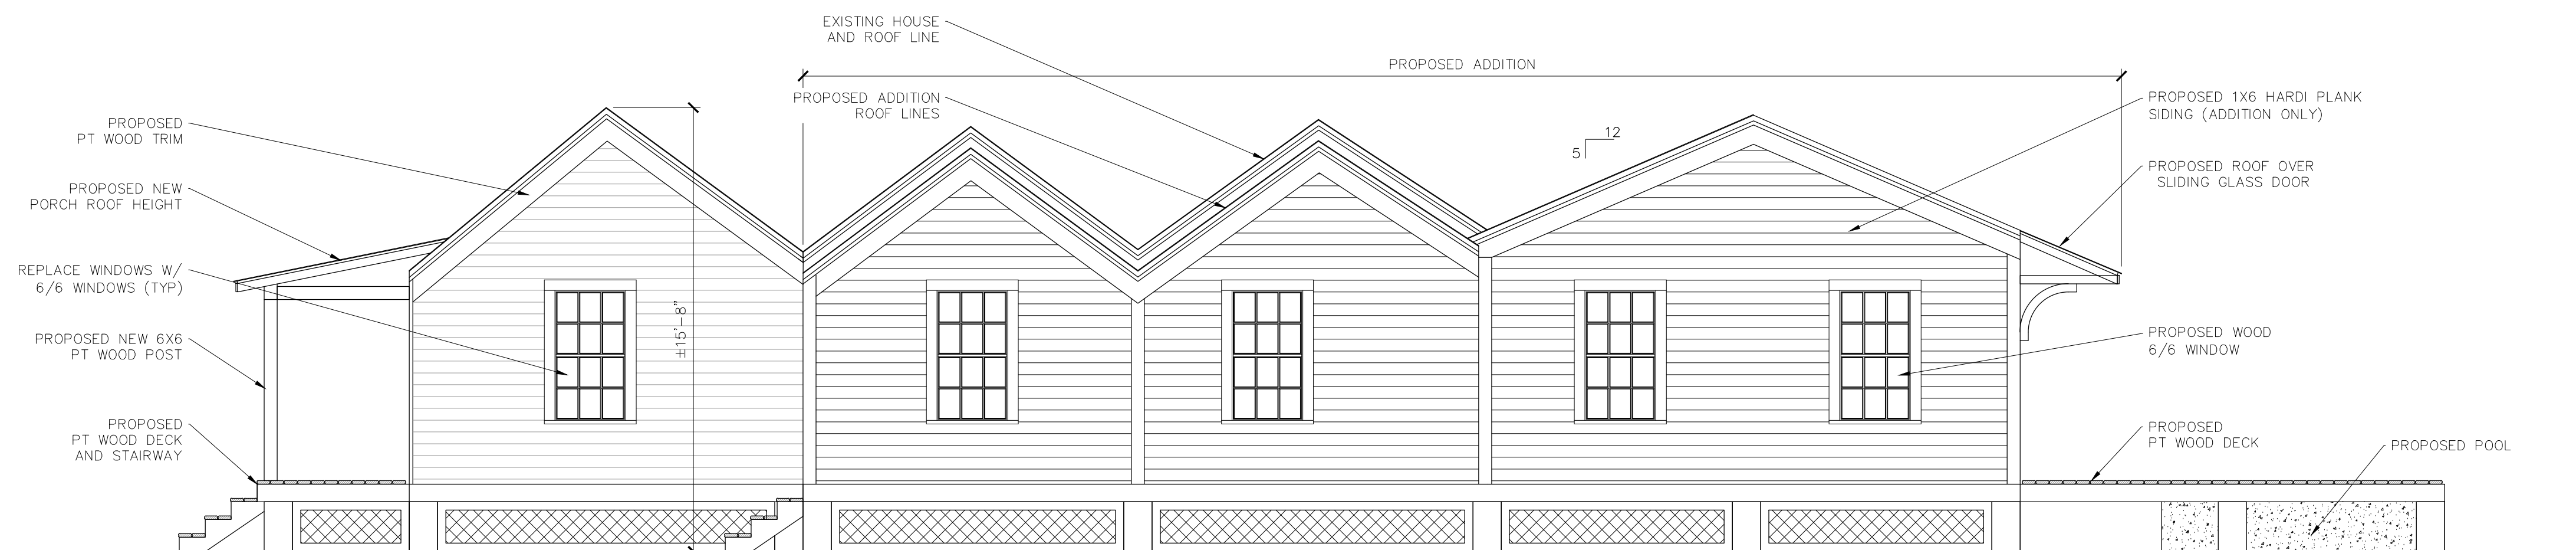 EXISTING HOUSE
AND ROOF LINE
PROPOSED ADDITION
PROPOSED ADDITION
ROOF LINES
PROPOSED 1X6 HARDI PLANK
SIDING (ADDITION ONLY)
PROPOSED
PT WOOD TRIM
12
5
PROPOSED ROOF OVER
SLIDING GLASS DOOR
PROPOSED NEW
PORCH ROOF HEIGHT
REPLACE WINDOWS W/
6/6 WINDOWS (TYP)
±15'-8"
PROPOSED NEW 6X6
PT WOOD POST
PROPOSED WOOD
6/6 WINDOW
PROPOSED
PT WOOD DECK
AND STAIRWAY
PROPOSED
PT WOOD DECK
PROPOSED POOL